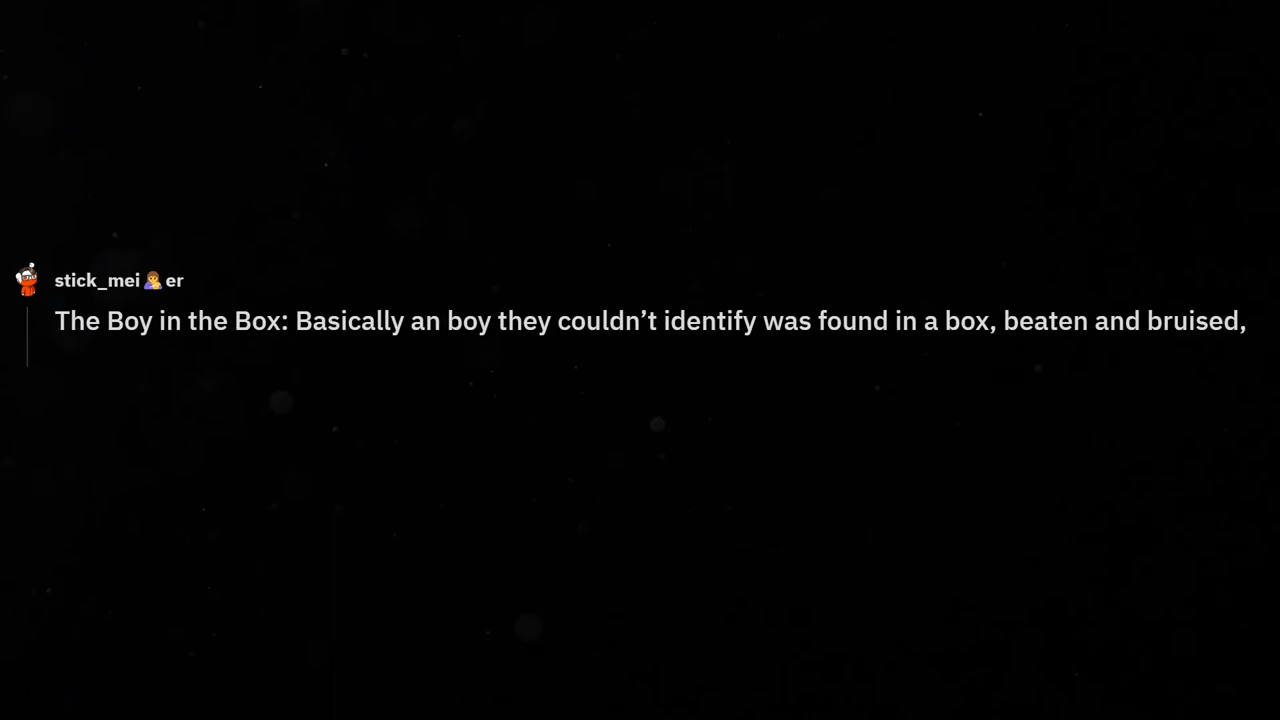 stick_mei🤱er
The Boy in the Box: Basically an boy they couldn’t identify was found in a box, beaten and bruised,